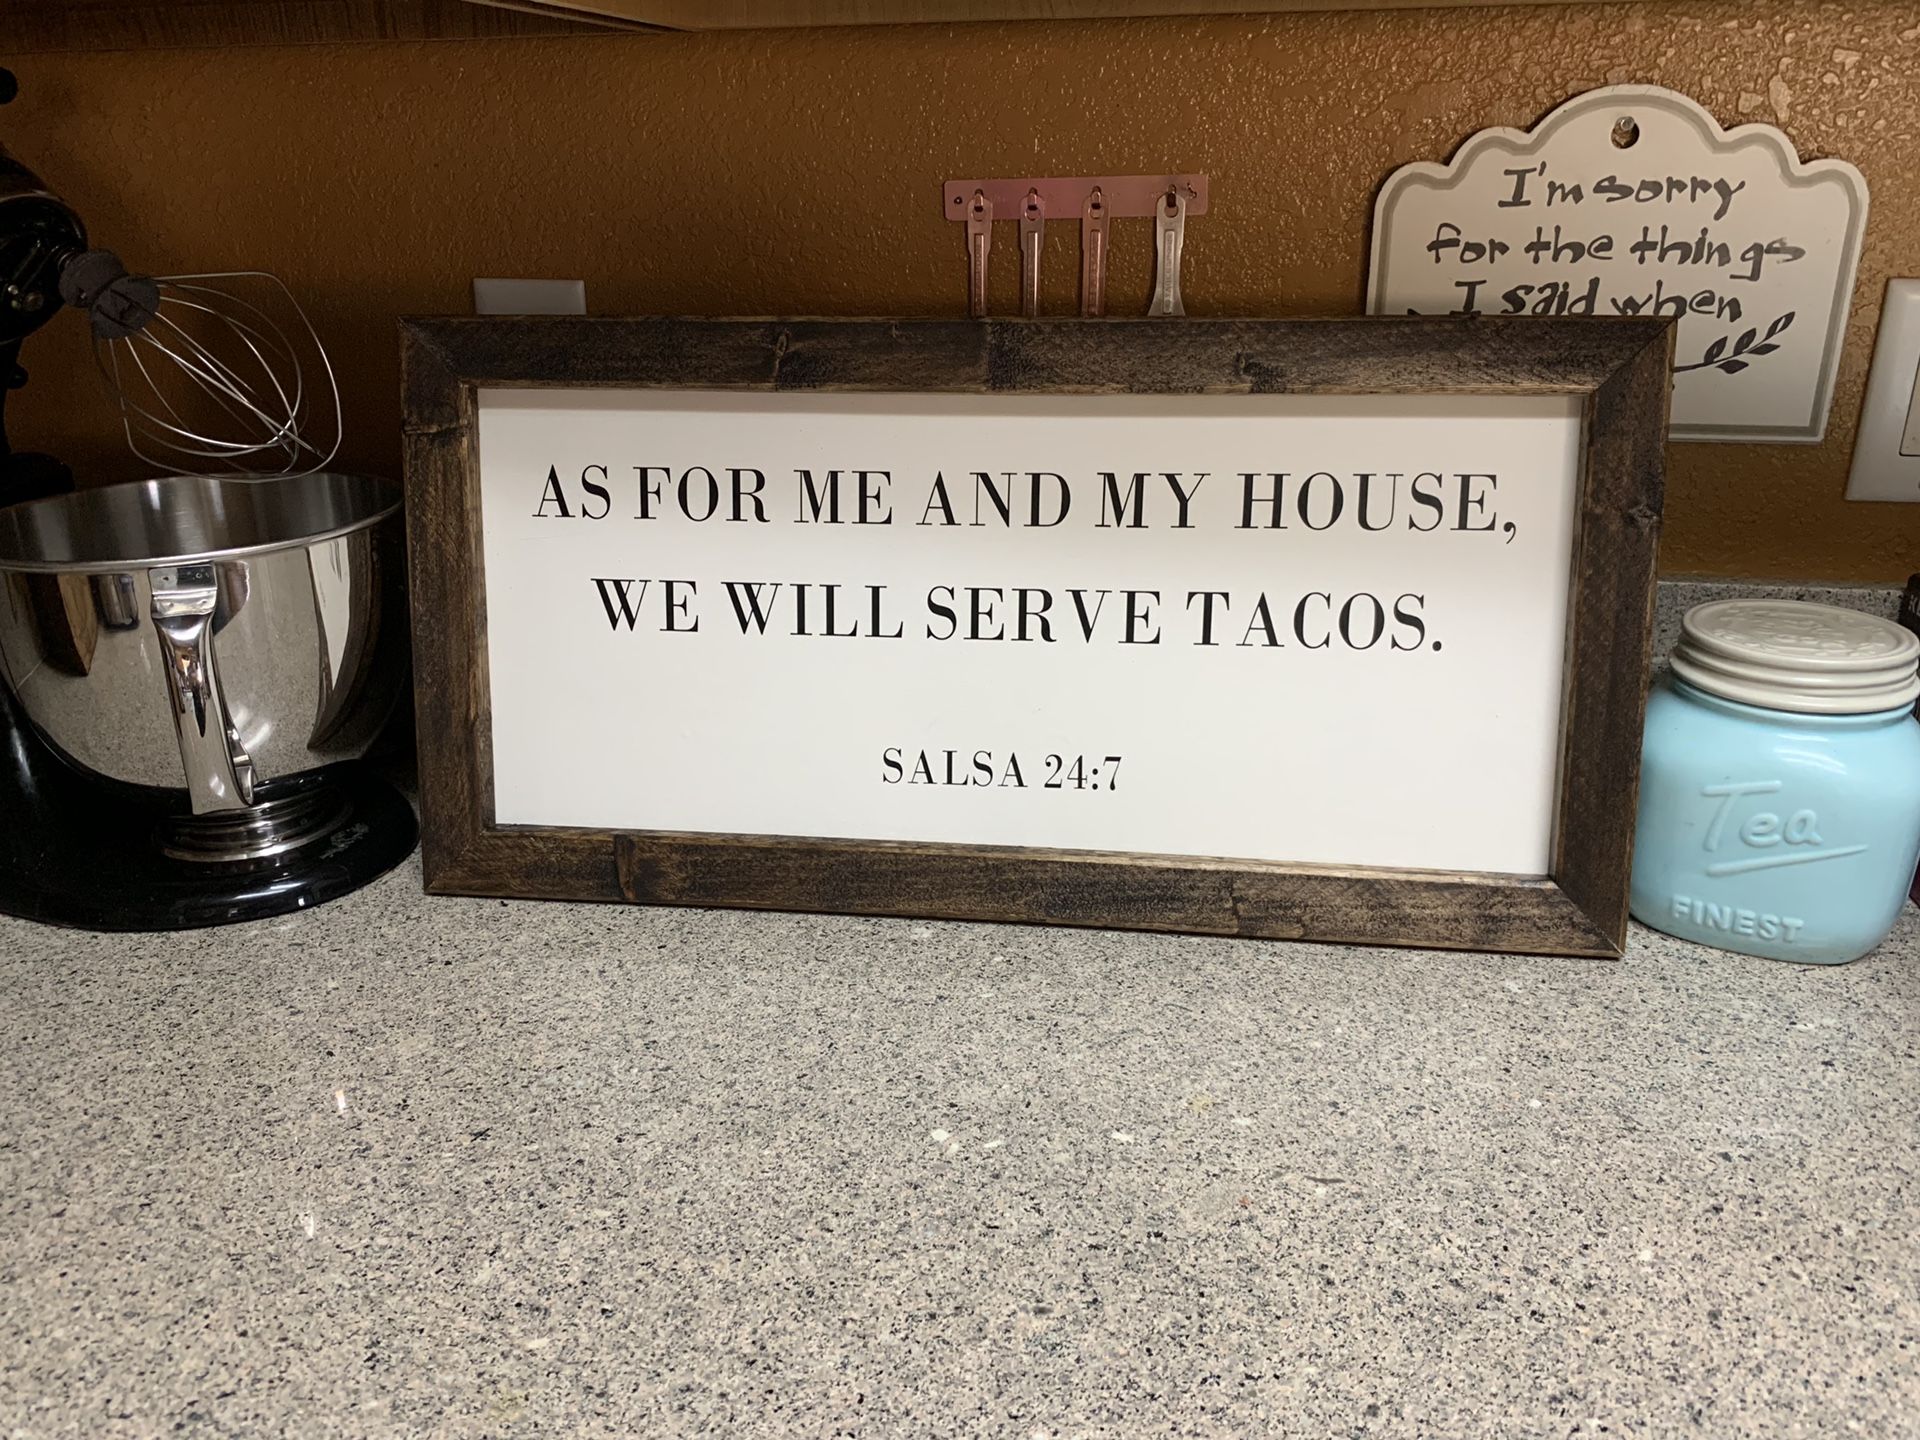 I'm sorry
for the things
I said when
AS FOR ME AND MY HOUSE,
WE WILL SERVE TACOS.
SALSA 24:7
Tea
FINEST